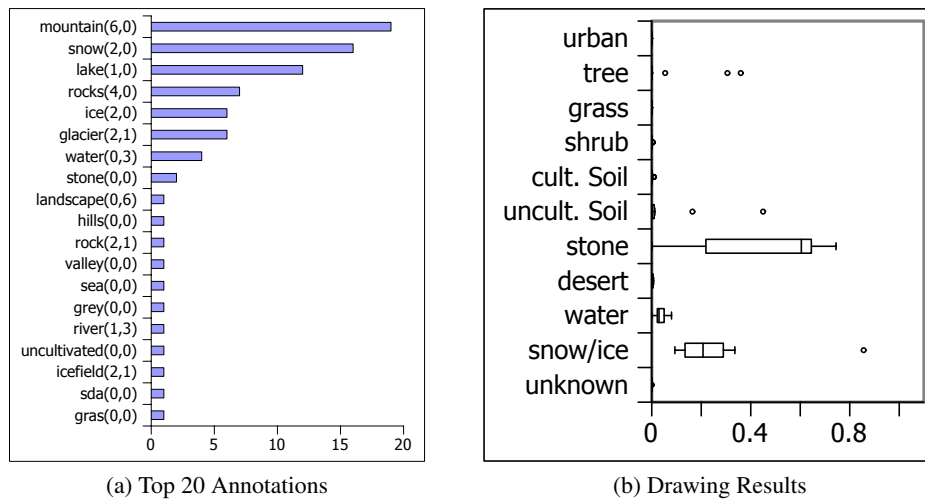 mountain(6,0)
snow(2,0)
lake(1,0)
rocks(4,0)
ice(2,0)
glacier(2,1)
water(0,3)
stone(0,0)
landscape(0,6)
hills(0,0)
rock(2,1)
valley(0,0)
sea(0,0)
grey(0,0)
river(1,3)
uncultivated(0,0)
icefield(2,1)
sda(0,0)
gras(0,0)
0 5 10 15 20
(a) Top 20 Annotations
urban
tree
grass
shrub
cult. Soil
uncult. Soil
stone
desert
water
snow/ice
unknown
0 0.4 0.8
(b) Drawing Results